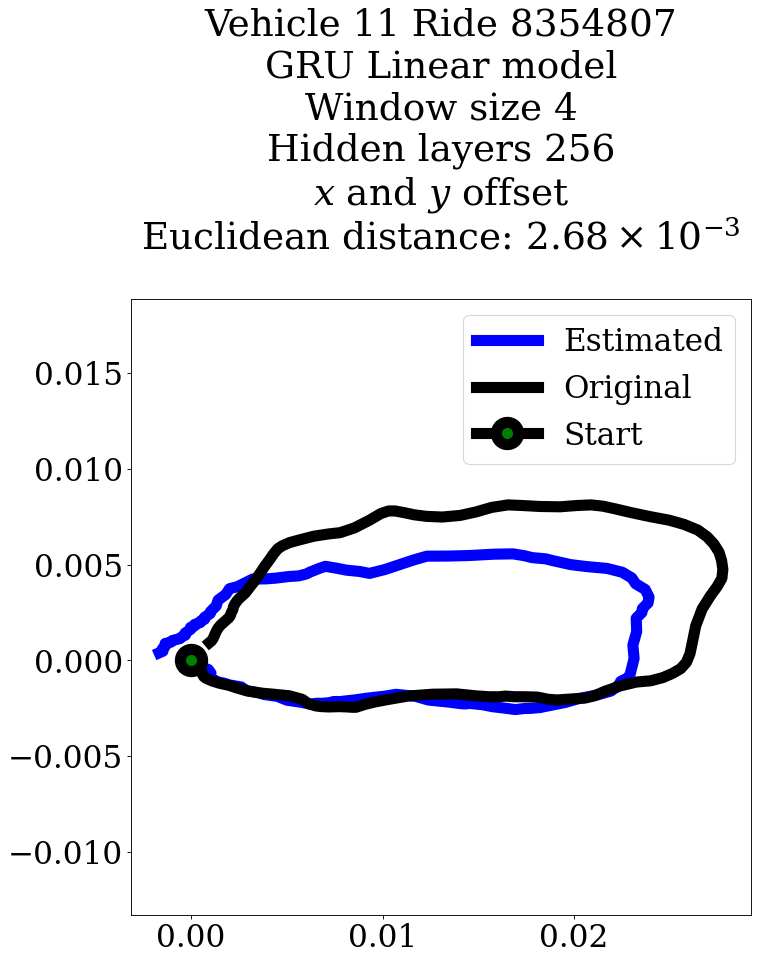 Vehicle 11 Ride 8354807
GRU Linear model
Window size 4
Hidden layers 256
x and y offset
Euclidean distance: 2.68 × 10⁻³
Estimated
Original
Start
0.015
0.010
0.005
0.000
−0.005
−0.010
0.00 0.01 0.02